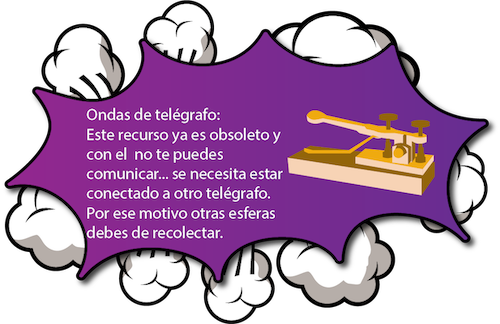 Ondas de telégrafo:
Este recurso ya es obsoleto y
con el  no te puedes
comunicar... se necesita estar
conectado a otro telégrafo.
Por ese motivo otras esferas
debes de recolectar.